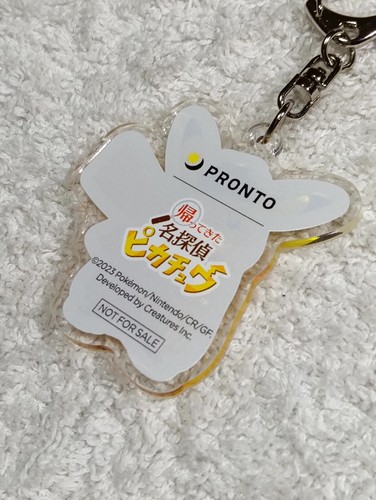 PRONTO
帰ってきた
名探偵
ピカチュウ
©2023 Pokémon/Nintendo/CR/GF
Developed by Creatures Inc.
NOT FOR SALE